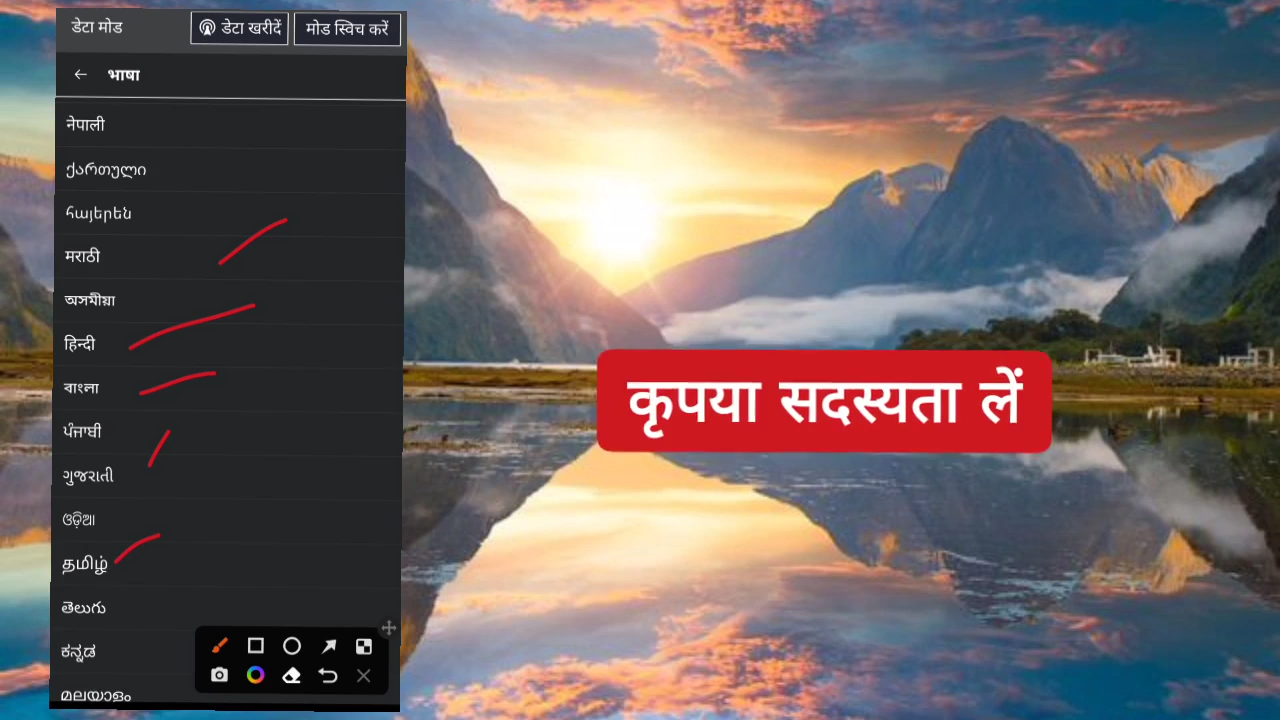 डेटा मोड
डेटा खरीदें
मोड स्विच करें
भाषा
नेपाली
ქართული
հայերեն
मराठी
অসমীয়া
हिन्दी
বাংলা
ਪੰਜਾਬੀ
ગુજરાતી
ଓଡ଼ିଆ
தமிழ்
తెలుగు
ಕನ್ನಡ
മലയാളം
कृपया सदस्यता लें